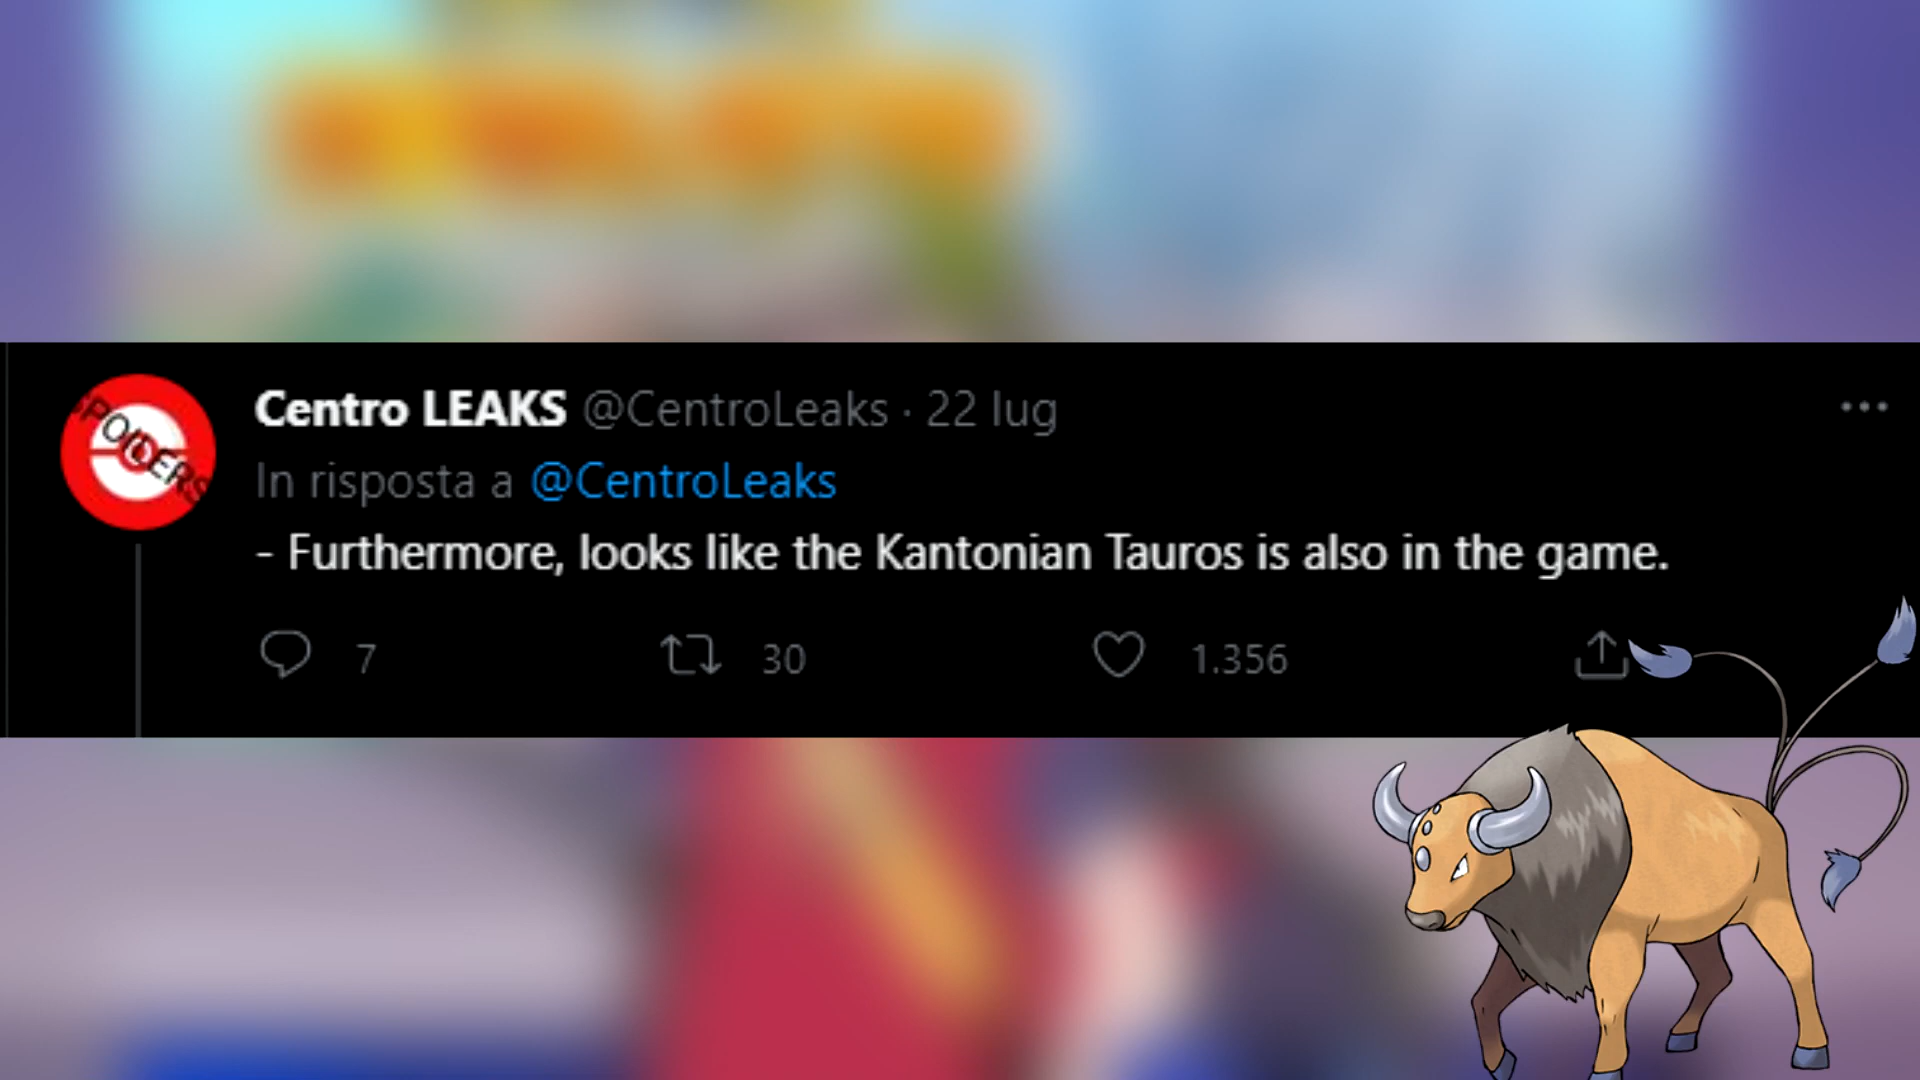 SPOILERS
Centro LEAKS @CentroLeaks · 22 lug
In risposta a @CentroLeaks
- Furthermore, looks like the Kantonian Tauros is also in the game.
7 30 1.356